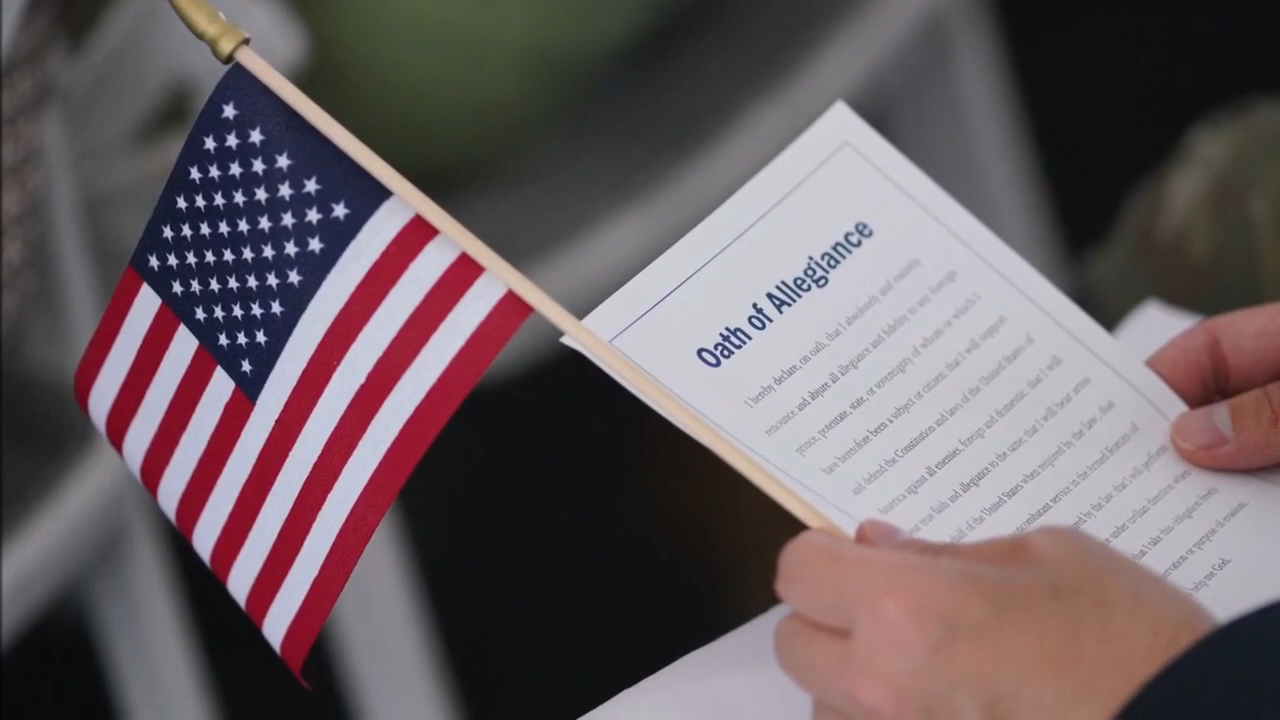 Oath of Allegiance
I hereby declare, on oath, that I absolutely and entirely
renounce and abjure all allegiance and fidelity to any foreign
prince, potentate, state, or sovereignty of whom or which I
have heretofore been a subject or citizen; that I will support
and defend the Constitution and laws of the United States of
America against all enemies, foreign and domestic; that I will
true faith and allegiance to the same; that I will bear arms
of the United States when required by the law; that
noncombatant service in the Armed Forces of
by the law; that I will perform
under civilian direction when
that I take this obligation freely
or purpose of evasion.
help me God.